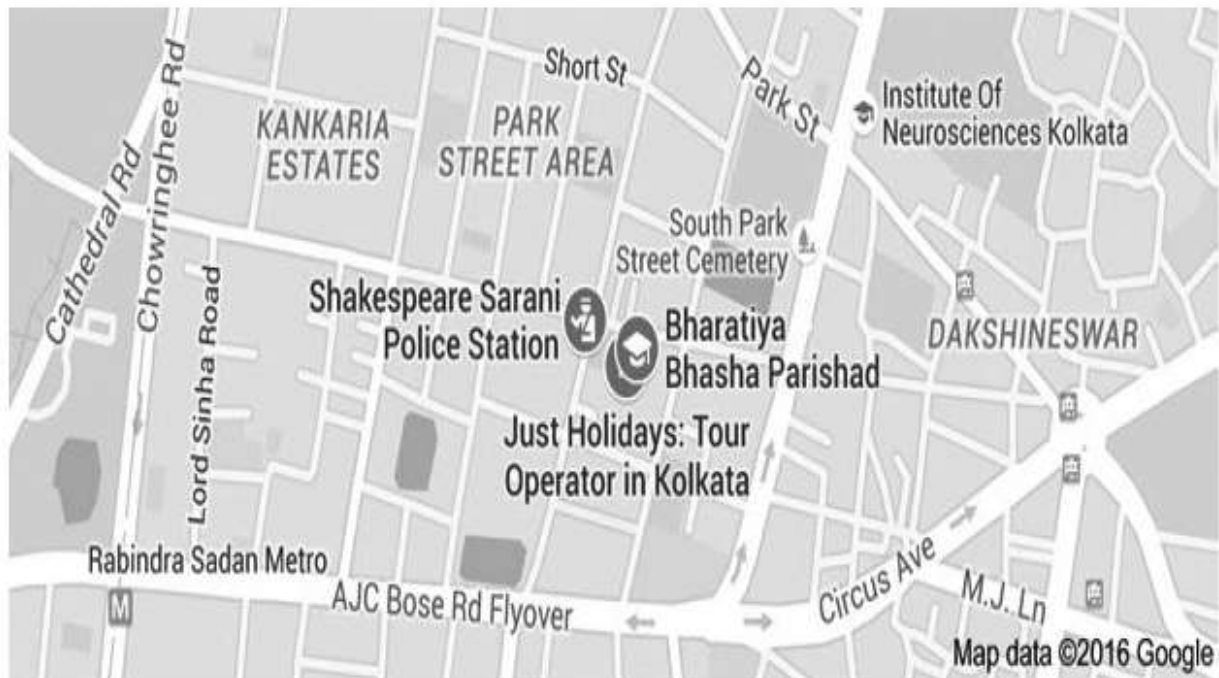 Short St
Park St
Institute Of
Neurosciences Kolkata
KANKARIA
ESTATES
PARK
STREET AREA
Cathedral Rd
Chowringhee Rd
South Park
Street Cemetery
Shakespeare Sarani
Police Station
Bharatiya
Bhasha Parishad
DAKSHINESWAR
Lord Sinha Road
Just Holidays: Tour
Operator in Kolkata
Rabindra Sadan Metro
M
AJC Bose Rd Flyover
Circus Ave
M.J. Ln
Map data ©2016 Google